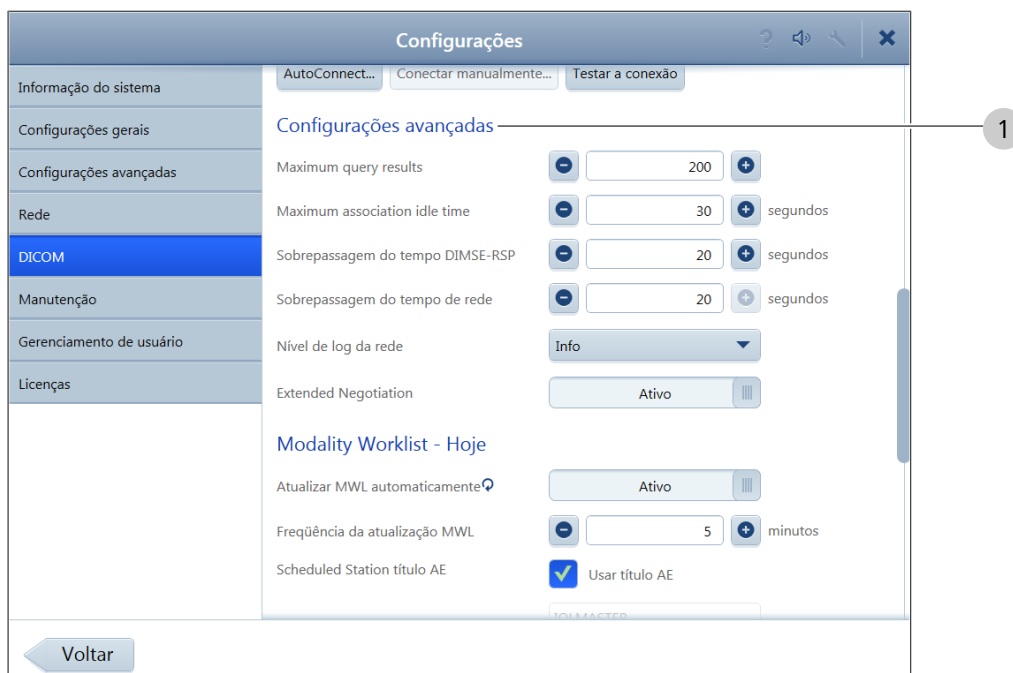 Configurações
?
Informação do sistema
Configurações gerais
Configurações avançadas
Rede
DICOM
Manutenção
Gerenciamento de usuário
Licenças
AutoConnect... Conectar manualmente... Testar a conexão
Configurações avançadas
1
Maximum query results 200
Maximum association idle time 30 segundos
Sobrepassagem do tempo DIMSE-RSP 20 segundos
Sobrepassagem do tempo de rede 20 segundos
Nível de log da rede Info
Extended Negotiation Ativo
Modality Worklist - Hoje
Atualizar MWL automaticamente Ativo
Freqüência da atualização MWL 5 minutos
Scheduled Station título AE Usar título AE
Voltar